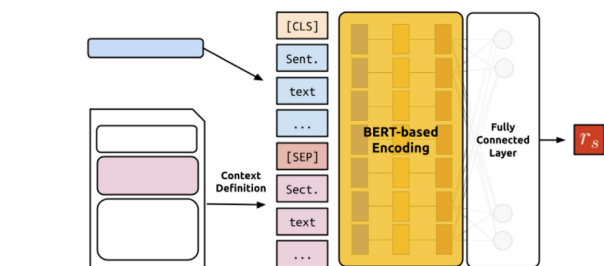 [CLS]
Sent.
text
...
[SEP]
Sect.
text
...
Context
Definition
BERT-based
Encoding
Fully
Connected
Layer
r_s